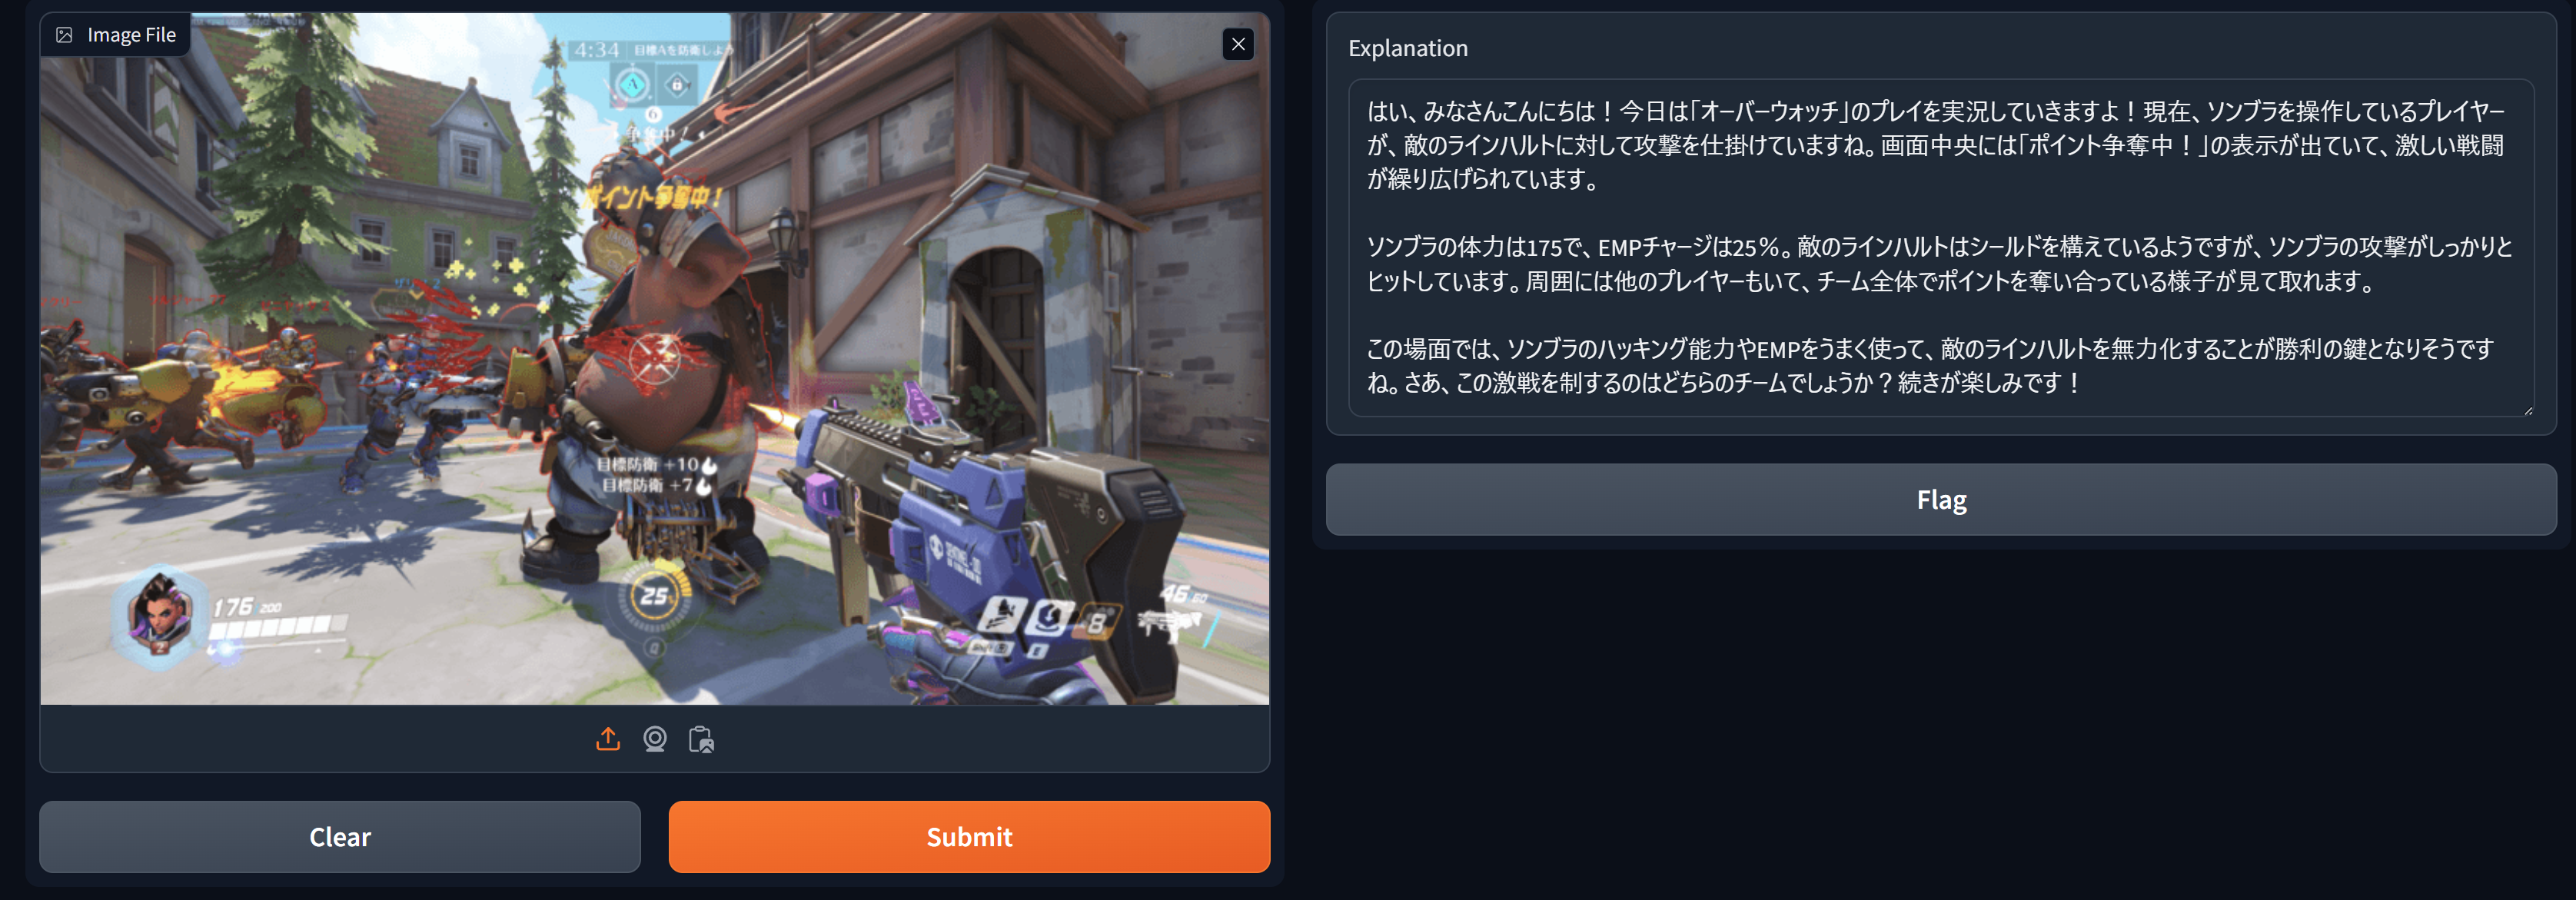 Image File
4:34 目標Aを防衛しよう
A
6
争奪中!
ポイント争奪中！
目標防衛 +10
目標防衛 +7
176 200
2
25
Q
8
E
46 60
Clear
Submit
Explanation
はい、みなさんこんにちは！今日は「オーバーウォッチ」のプレイを実況していきますよ！現在、ソンブラを操作しているプレイヤー
が、敵のラインハルトに対して攻撃を仕掛けていますね。画面中央には「ポイント争奪中！」の表示が出ていて、激しい戦闘
が繰り広げられています。
ソンブラの体力は175で、EMPチャージは25％。敵のラインハルトはシールドを構えているようですが、ソンブラの攻撃がしっかりと
ヒットしています。周囲には他のプレイヤーもいて、チーム全体でポイントを奪い合っている様子が見て取れます。
この場面では、ソンブラのハッキング能力やEMPをうまく使って、敵のラインハルトを無力化することが勝利の鍵となりそうです
ね。さあ、この激戦を制するのはどちらのチームでしょうか？続きが楽しみです！
Flag